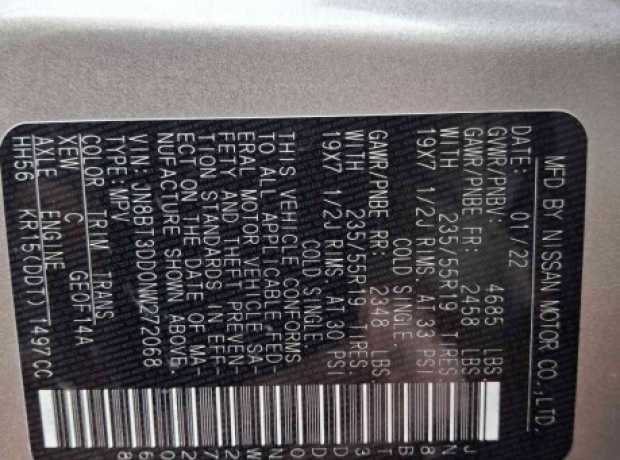 MFD BY NISSAN MOTOR CO.,LTD.
DATE: 01/22
GVWR/PNBV: 4685 LBS.
GAWR/PNBE FR: 2458 LBS.
WITH 235/55R19 TIRES,
19X7 1/2J RIMS, AT 33 PSI
COLD SINGLE
GAWR/PNBE RR: 2348 LBS.
WITH 235/55R19 TIRES,
19X7 1/2J RIMS, AT 30 PSI
COLD SINGLE
THIS VEHICLE CONFORMS
TO ALL APPLICABLE FED-
ERAL MOTOR VEHICLE SA-
FETY AND THEFT PREVEN-
TION STANDARDS IN EFF-
ECT ON THE DATE OF MA-
NUFACTURE SHOWN ABOVE.
VIN: JN8BT3DD0NW272068
TYPE: MPV
COLOR TRIM TRANS
XEW C GE0F14A
AXLE ENGINE
HH56 KR15(DDT) 1497CC